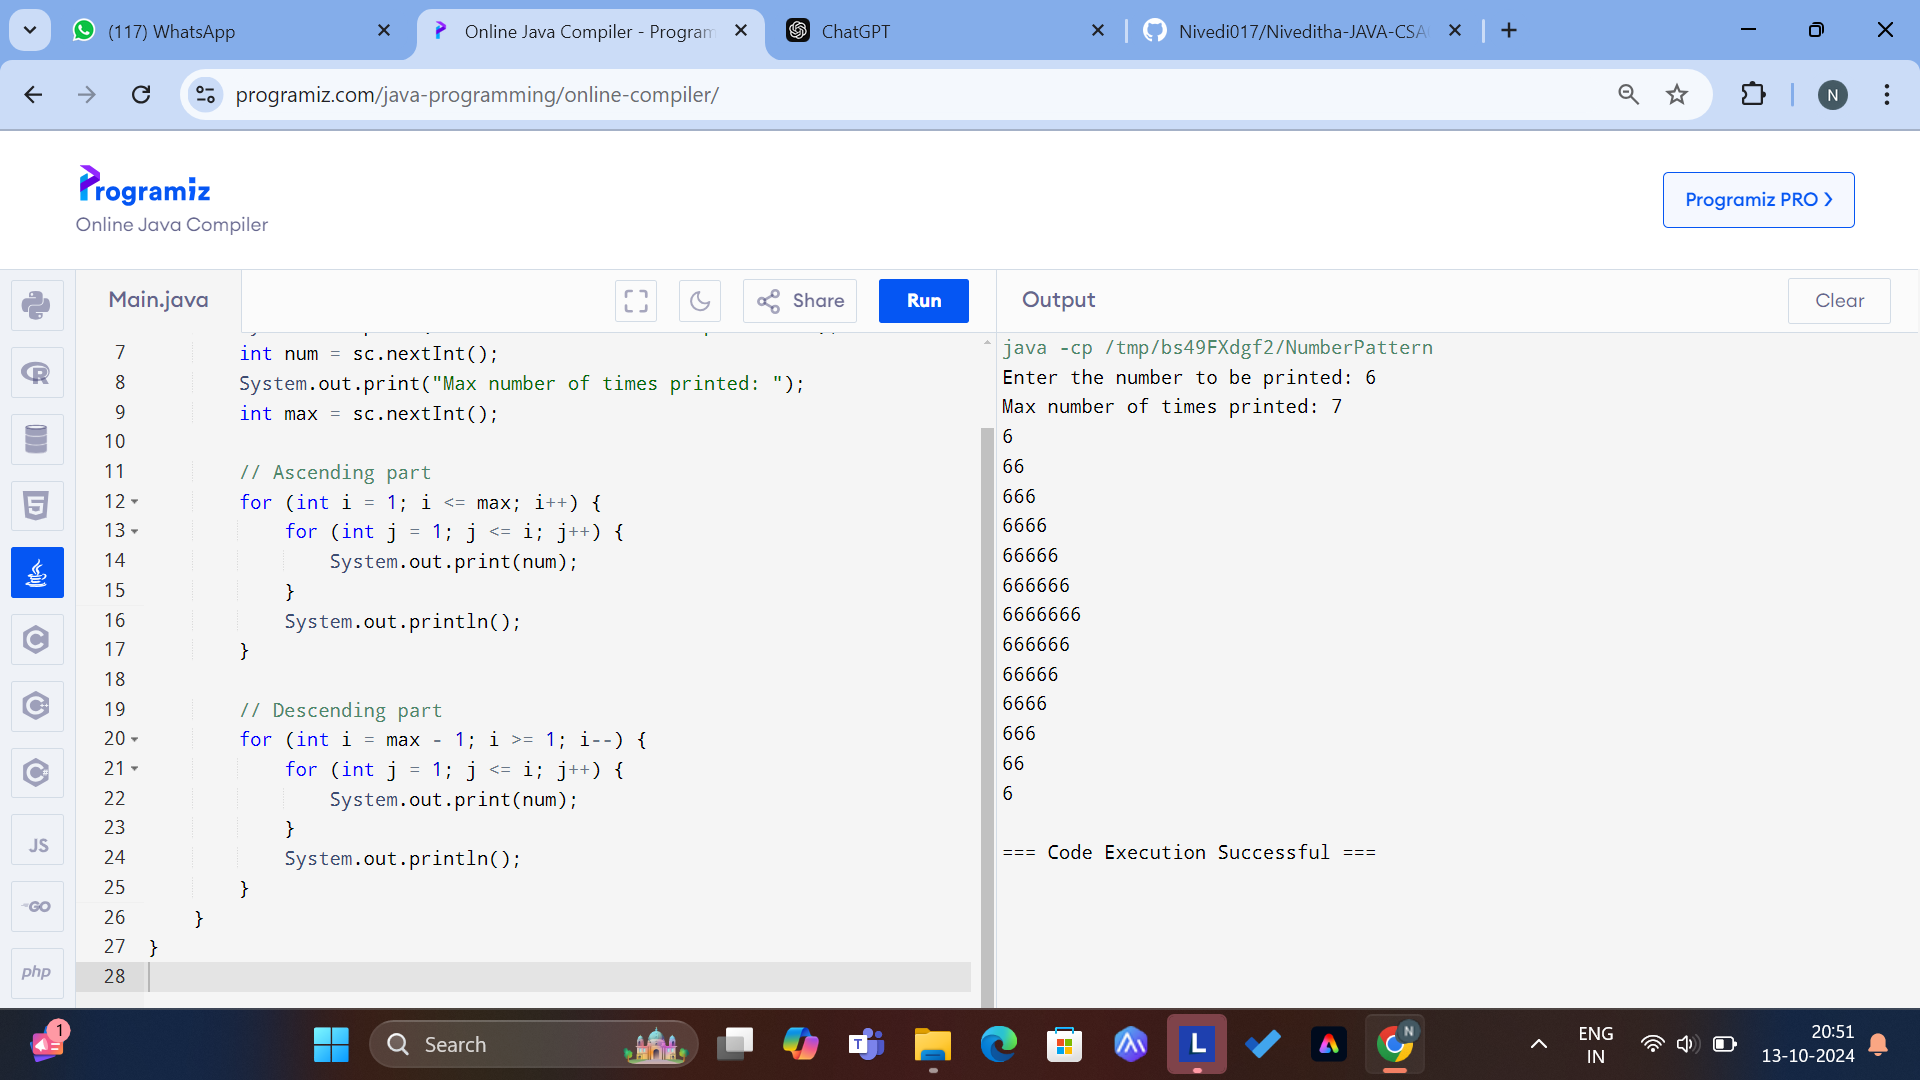 (117) WhatsApp
Online Java Compiler - Program
ChatGPT
Nivedi017/Niveditha-JAVA-CSA
programiz.com/java-programming/online-compiler/
N
Programiz
Online Java Compiler
Programiz PRO
Main.java
Share
Run
Output
Clear
7 int num = sc.nextInt();
8 System.out.print("Max number of times printed: ");
9 int max = sc.nextInt();
10
11 // Ascending part
12 for (int i = 1; i <= max; i++) {
13 for (int j = 1; j <= i; j++) {
14 System.out.print(num);
15 }
16 System.out.println();
17 }
18
19 // Descending part
20 for (int i = max - 1; i >= 1; i--) {
21 for (int j = 1; j <= i; j++) {
22 System.out.print(num);
23 }
24 System.out.println();
25 }
26 }
27 }
28
java -cp /tmp/bs49FXdgf2/NumberPattern
Enter the number to be printed: 6
Max number of times printed: 7
6
66
666
6666
66666
666666
6666666
666666
66666
6666
666
66
6
=== Code Execution Successful ===
JS
GO
php
1
Search
T
L
N
ENG
IN
20:51
13-10-2024